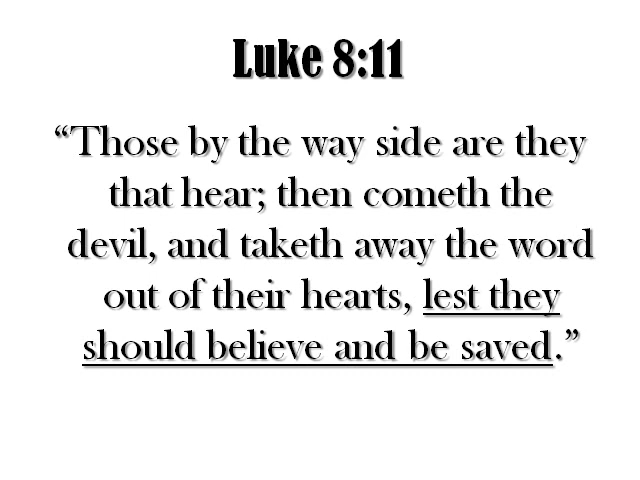 Luke 8:11
“Those by the way side are they
that hear; then cometh the
devil, and taketh away the word
out of their hearts, lest they
should believe and be saved.”